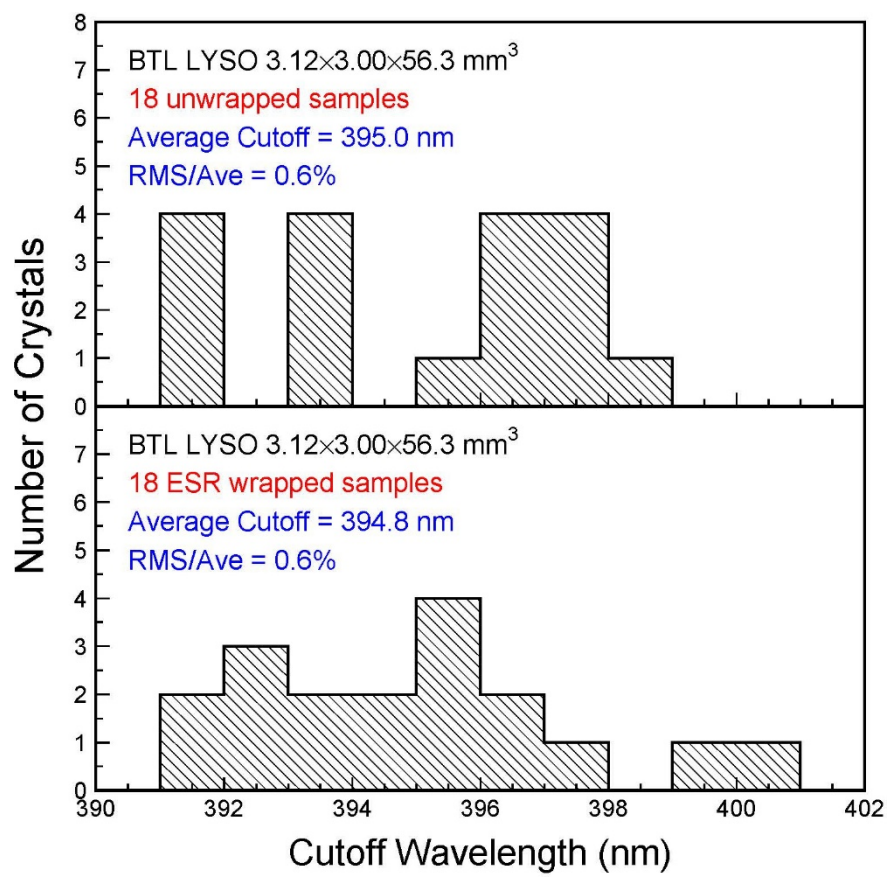 Number of Crystals
8
7
6
5
4
3
2
1
0
BTL LYSO 3.12×3.00×56.3 mm³
18 unwrapped samples
Average Cutoff = 395.0 nm
RMS/Ave = 0.6%
7
6
5
4
3
2
1
0
BTL LYSO 3.12×3.00×56.3 mm³
18 ESR wrapped samples
Average Cutoff = 394.8 nm
RMS/Ave = 0.6%
390 392 394 396 398 400 402
Cutoff Wavelength (nm)